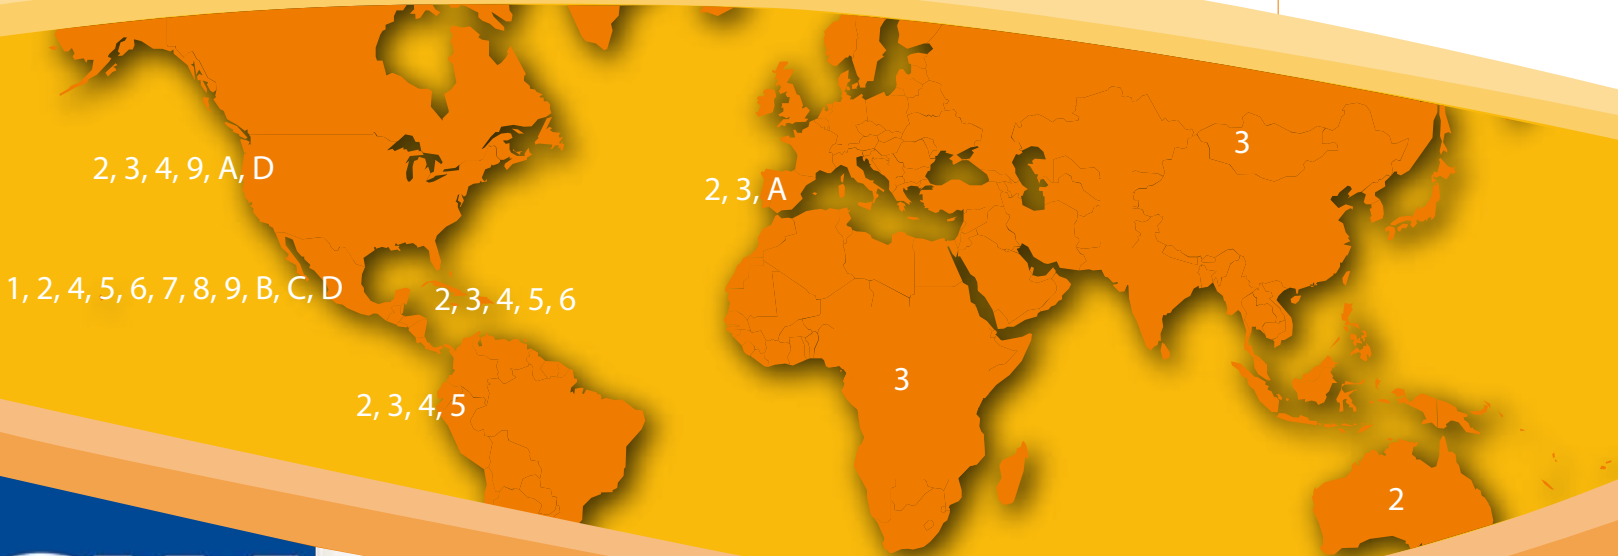 3
2, 3, 4, 9, A, D
2, 3, A
1, 2, 4, 5, 6, 7, 8, 9, B, C, D
2, 3, 4, 5, 6
3
2, 3, 4, 5
2